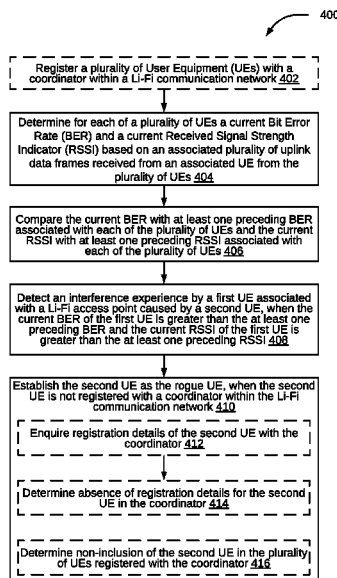 400
Register a plurality of User Equipment (UEs) with a
coordinator within a Li-Fi communication network 402
Determine for each of a plurality of UEs a current Bit Error
Rate (BER) and a current Received Signal Strength
Indicator (RSSI) based on an associated plurality of uplink
data frames received from an associated UE from the
plurality of UEs 404
Compare the current BER with at least one preceding BER
associated with each of the plurality of UEs and the current
RSSI with at least one preceding RSSI associated with
each of the plurality of UEs 406
Detect an interference experience by a first UE associated
with a Li-Fi access point caused by a second UE, when the
current BER of the first UE is greater than the at least one
preceding BER and the current RSSI of the first UE is
greater than the at least one preceding RSSI 408
Establish the second UE as the rogue UE, when the second
UE is not registered with a coordinator within the Li-Fi
communication network 410
Enquire registration details of the second UE with the
coordinator 412
Determine absence of registration details for the second
UE in the coordinator 414
Determine non-inclusion of the second UE in the plurality
of UEs registered with the coordinator 416